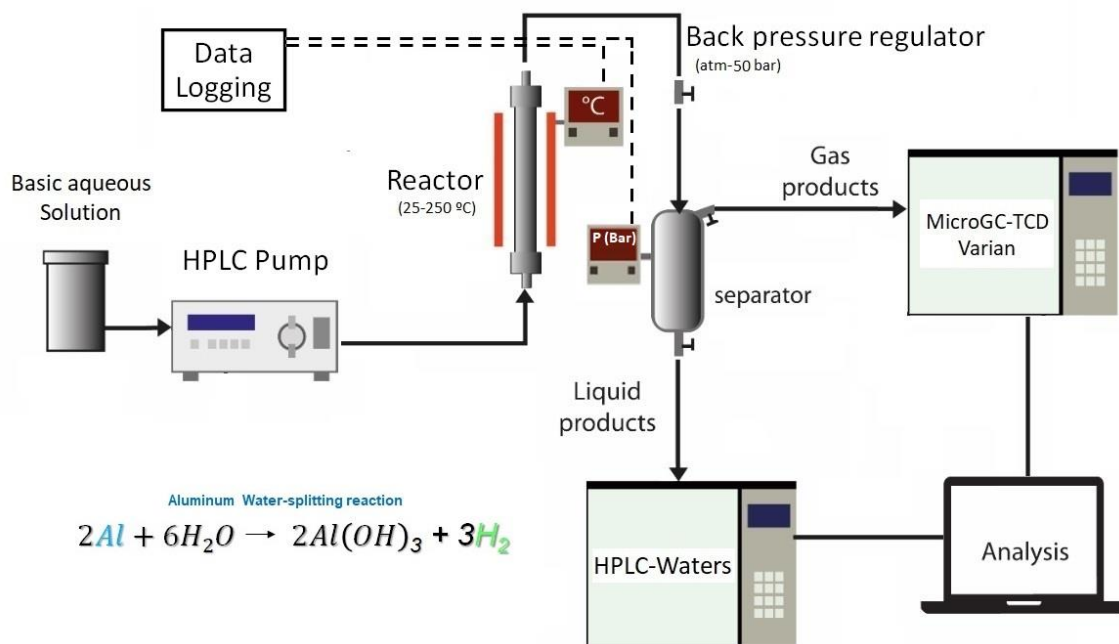 Data
Logging
Back pressure regulator
(atm-50 bar)
°C
Reactor
(25-250 ºC)
Basic aqueous
Solution
HPLC Pump
P (Bar)
separator
Gas
products
MicroGC-TCD
Varian
Liquid
products
HPLC-Waters
Analysis
Aluminum Water-splitting reaction
2Al + 6H₂O → 2Al(OH)₃ + 3H₂